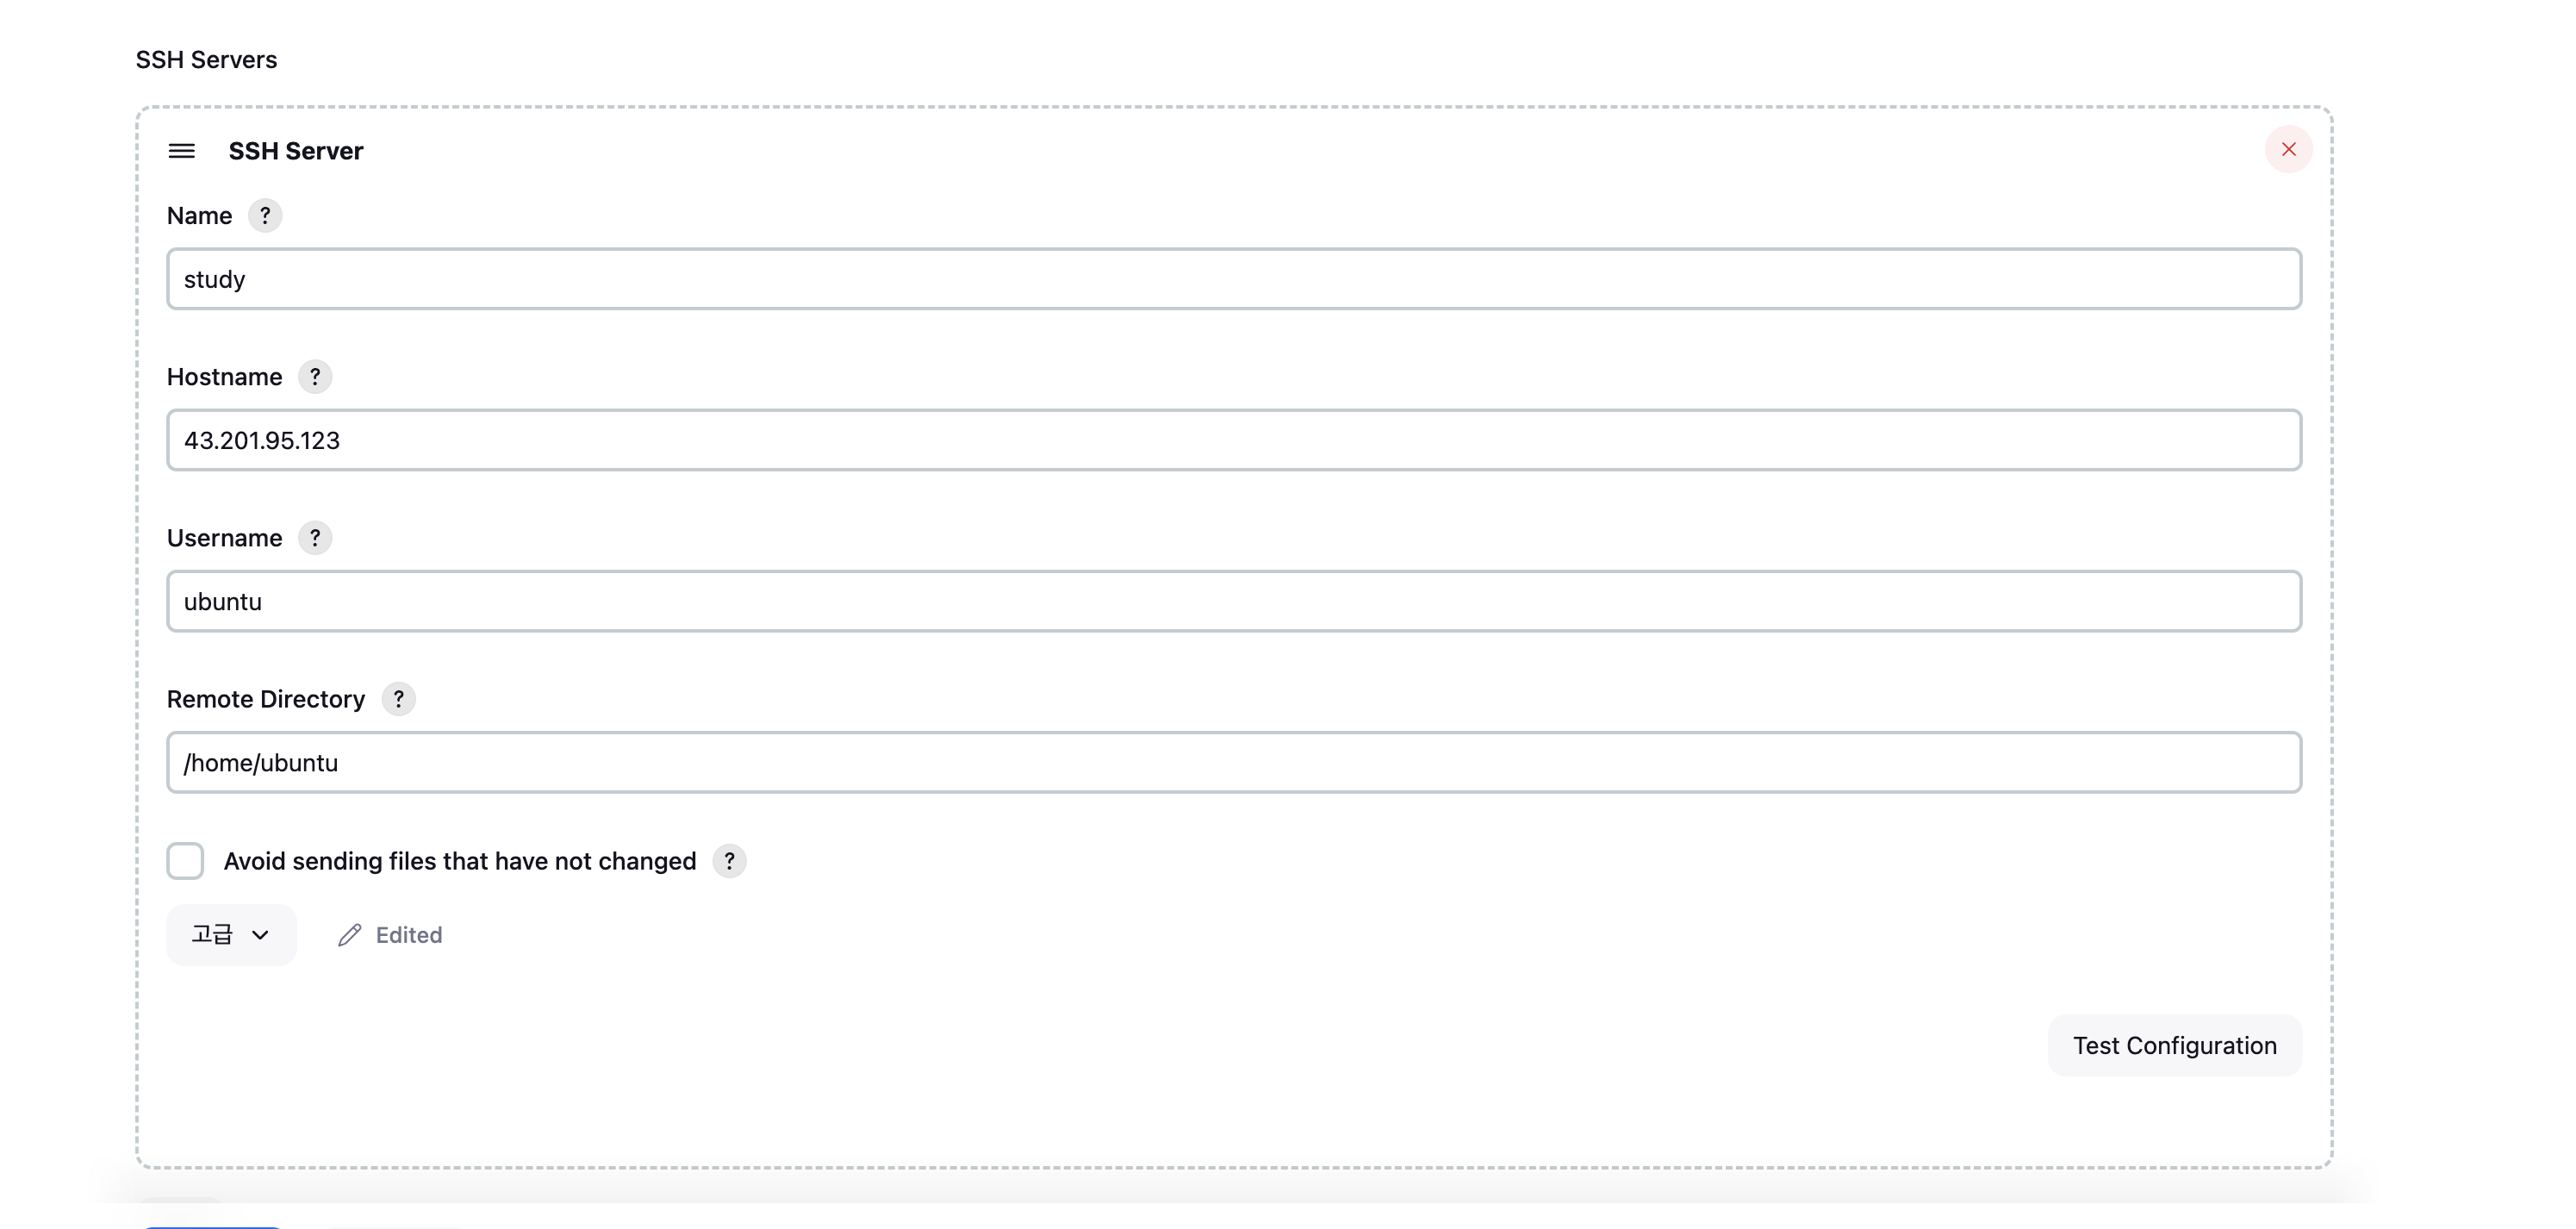 SSH Servers
SSH Server
Name ?
study
Hostname ?
43.201.95.123
Username ?
ubuntu
Remote Directory ?
/home/ubuntu
Avoid sending files that have not changed ?
고급 Edited
Test Configuration